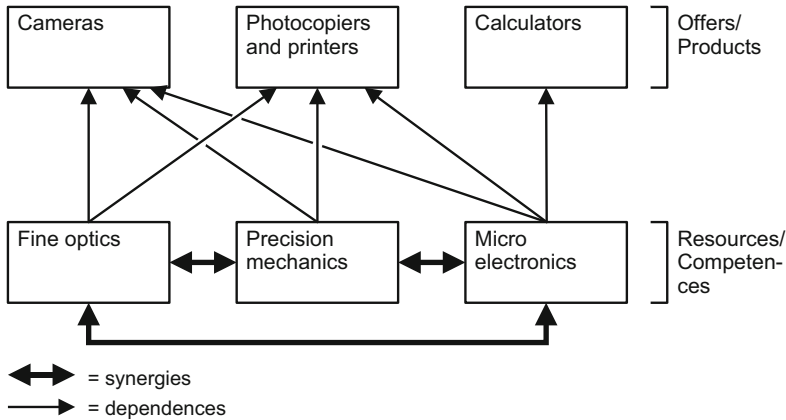 Cameras
Photocopiers
and printers
Calculators
Offers/
Products
Fine optics
Precision
mechanics
Micro
electronics
Resources/
Competen-
ces
= synergies
= dependences